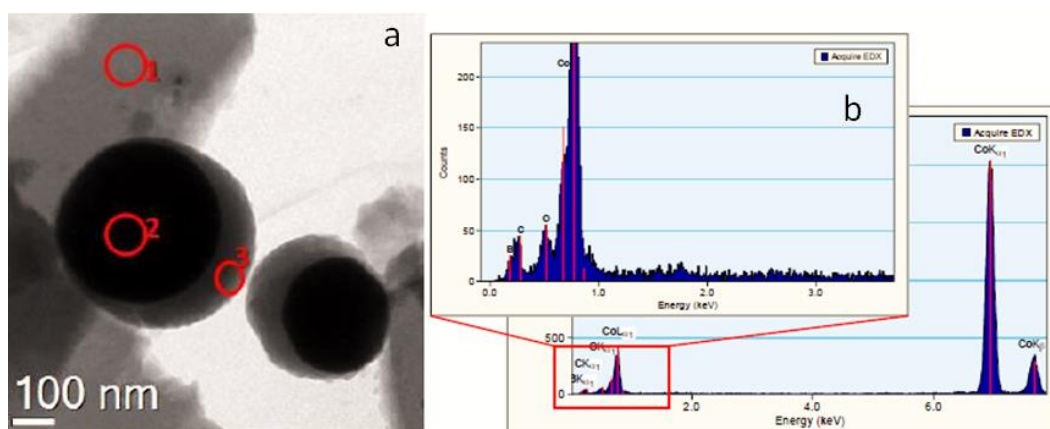 a
1
2
3
100 nm
b
Acquire EDX
Counts
200
150
100
50
0
Co
O
C
B
0.0 1.0 2.0 3.0
Energy (keV)
Acquire EDX
CoKα1
500
0
CoLα1
OKα1
CKα1
BKα1
CoKβ
2.0 4.0 6.0
Energy (keV)